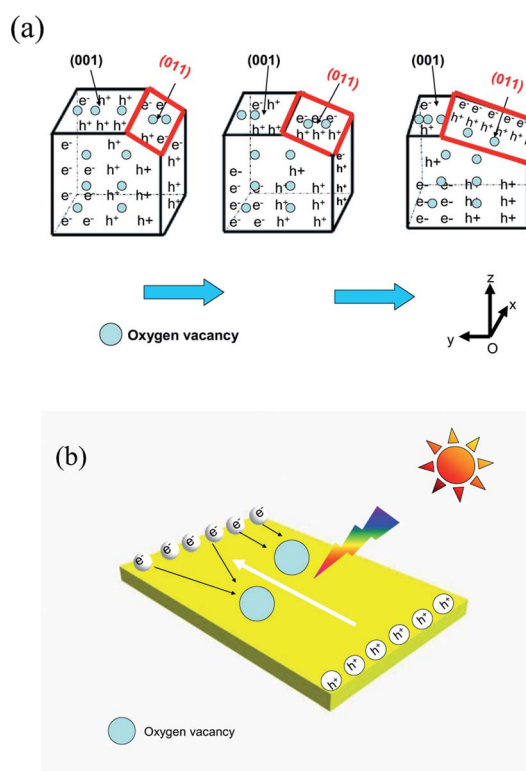 (a)
(001) (011)
e⁻ h⁺ h⁺ e⁻ e⁻
h⁺ h⁺ h⁺ h⁺ e⁻
e⁻ h⁺ e⁻
e⁻ h+ h⁺
e⁻ e⁻ h⁺ h⁺
e⁻ e⁻ h⁺ h+
(001) (011)
e⁻ h⁺ e⁻ e⁻ e⁻
h⁺ h⁺ h⁺ h⁺
h⁺ e⁻
h⁺
e- h+ e⁻
e⁻ e⁻ h⁺ h⁺ h⁺
e⁻ e⁻ h⁺ h⁺
(001) (011)
e⁻ e⁻ e⁻ e⁻ e⁻
e⁻ h⁺ h⁺ h⁺ h⁺ h⁺
h+
e- e- h+ h+
e- e- h+ h⁺
e- e- h+ h+
Oxygen vacancy
z
x
y O
(b)
e⁻ e⁻ e⁻ e⁻ e⁻ e⁻
h⁺ h⁺ h⁺ h⁺ h⁺ h⁺
Oxygen vacancy